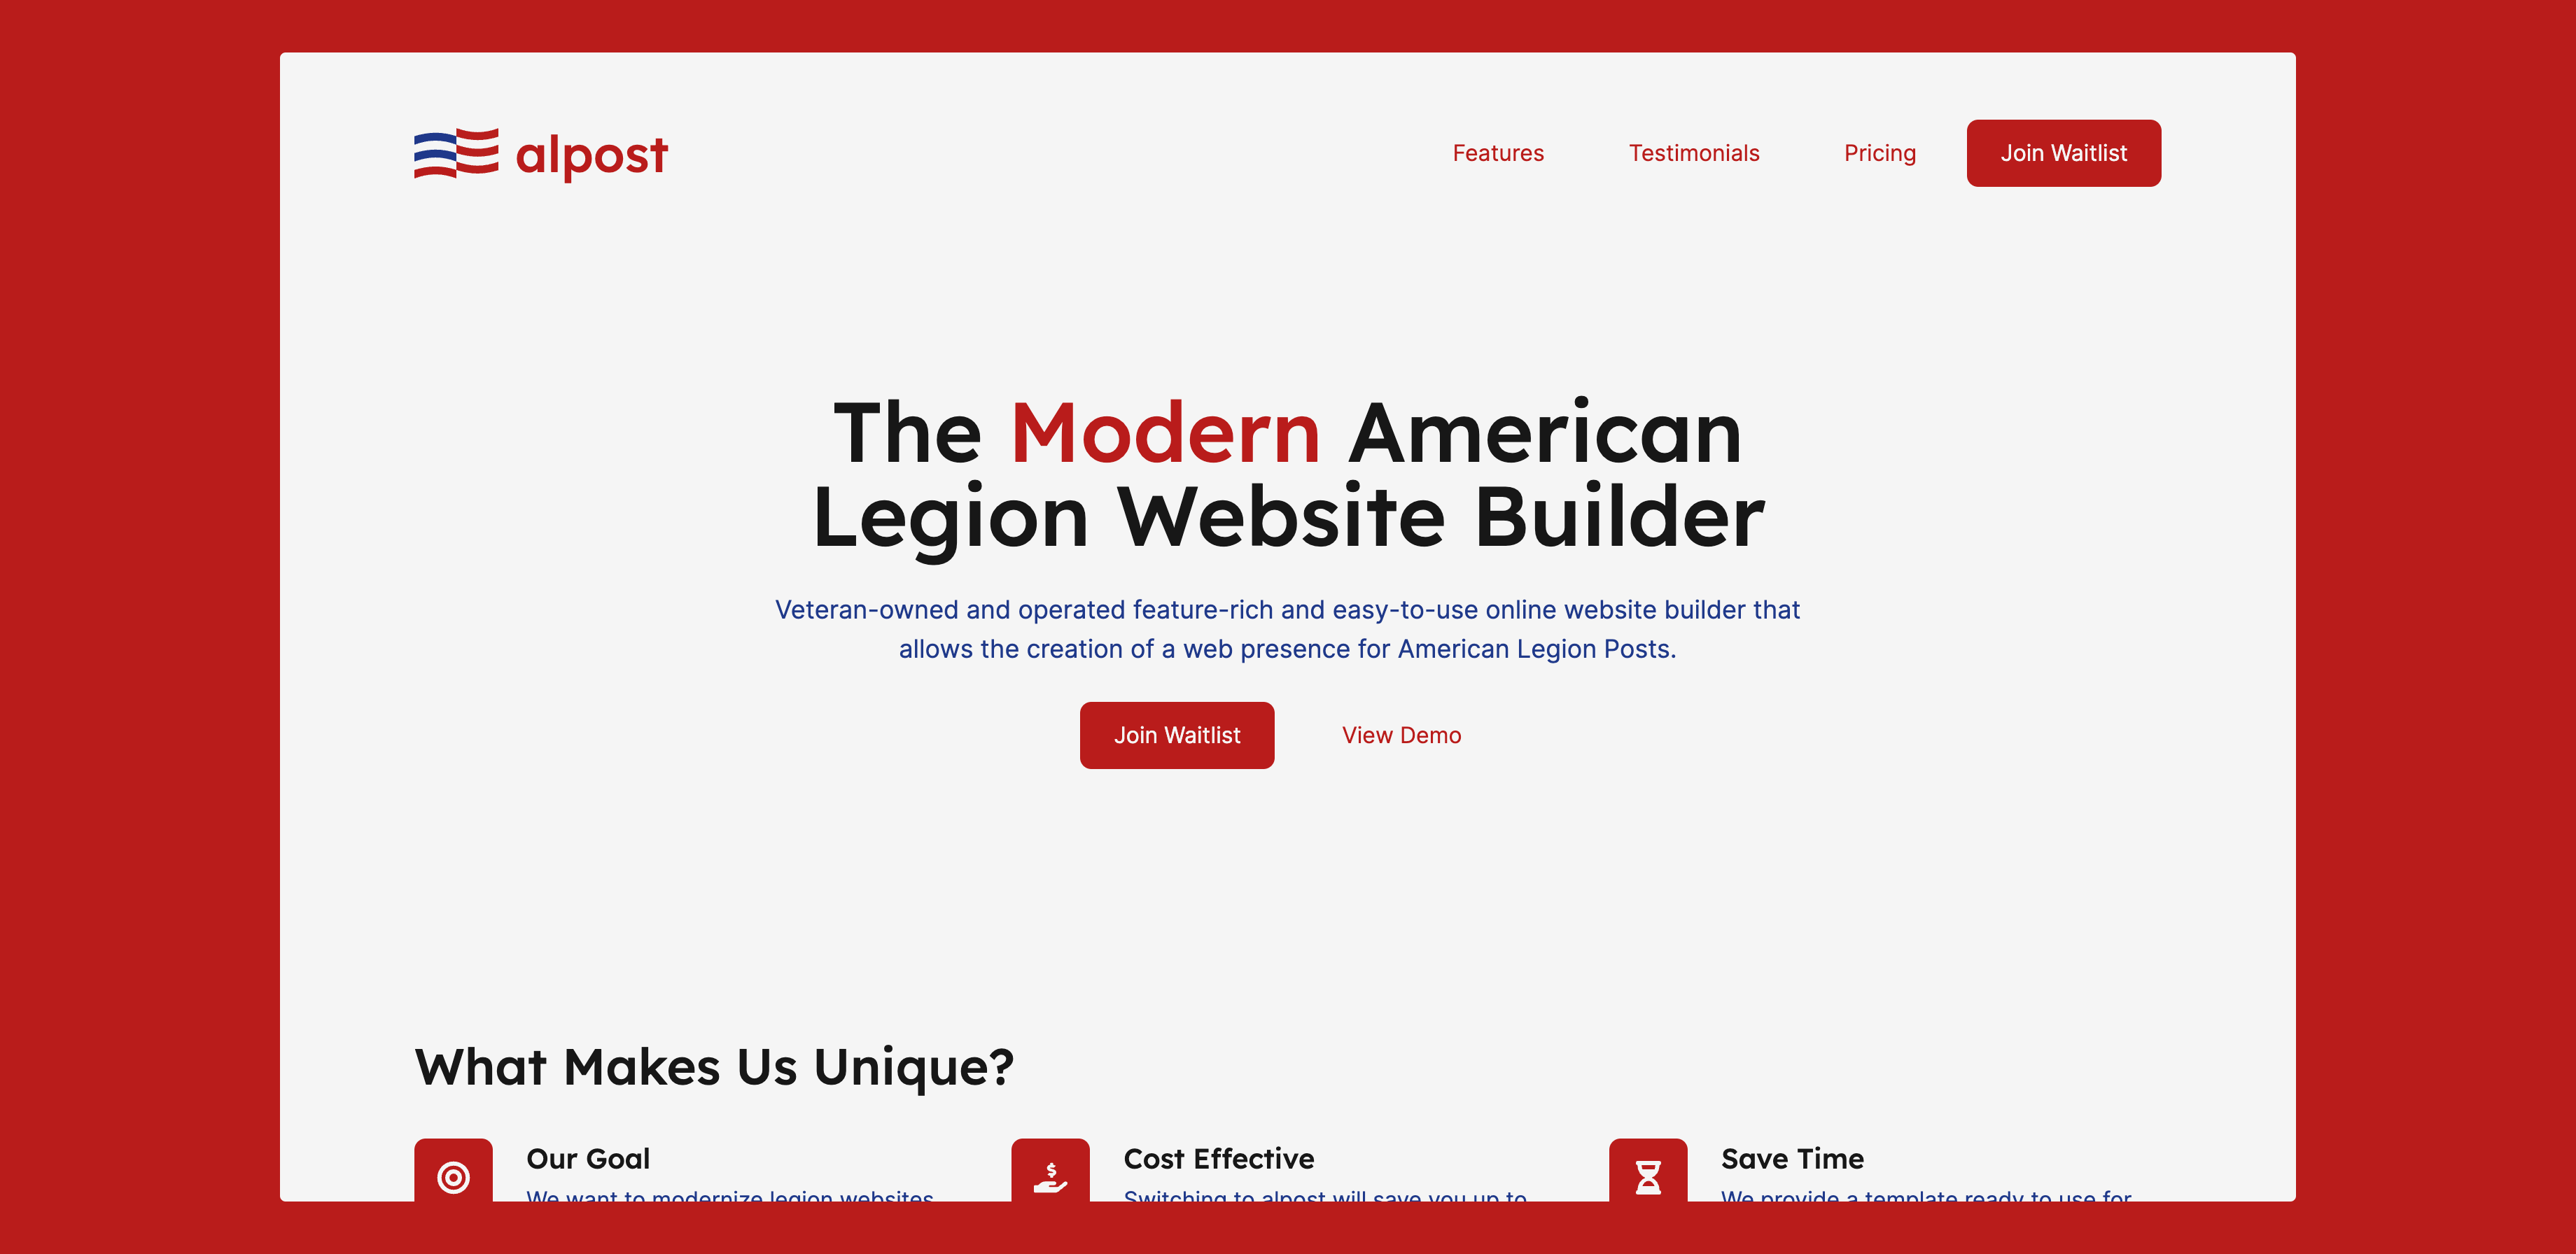 alpost
Features
Testimonials
Pricing
Join Waitlist
The Modern American
Legion Website Builder
Veteran-owned and operated feature-rich and easy-to-use online website builder that
allows the creation of a web presence for American Legion Posts.
Join Waitlist
View Demo
What Makes Us Unique?
Our Goal
We want to modernize legion websites
Cost Effective
Switching to alpost will save you up to
Save Time
We provide a template ready to use for